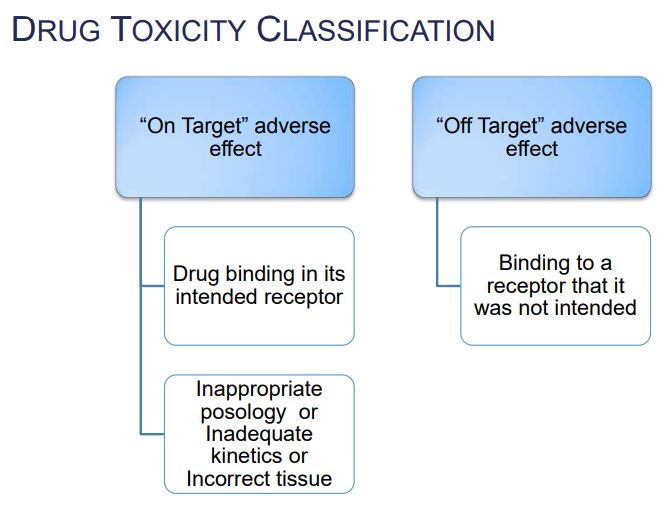 DRUG TOXICITY CLASSIFICATION
“On Target” adverse
effect
Drug binding in its
intended receptor
Inappropriate
posology or
Inadequate
kinetics or
Incorrect tissue
“Off Target” adverse
effect
Binding to a
receptor that it
was not intended